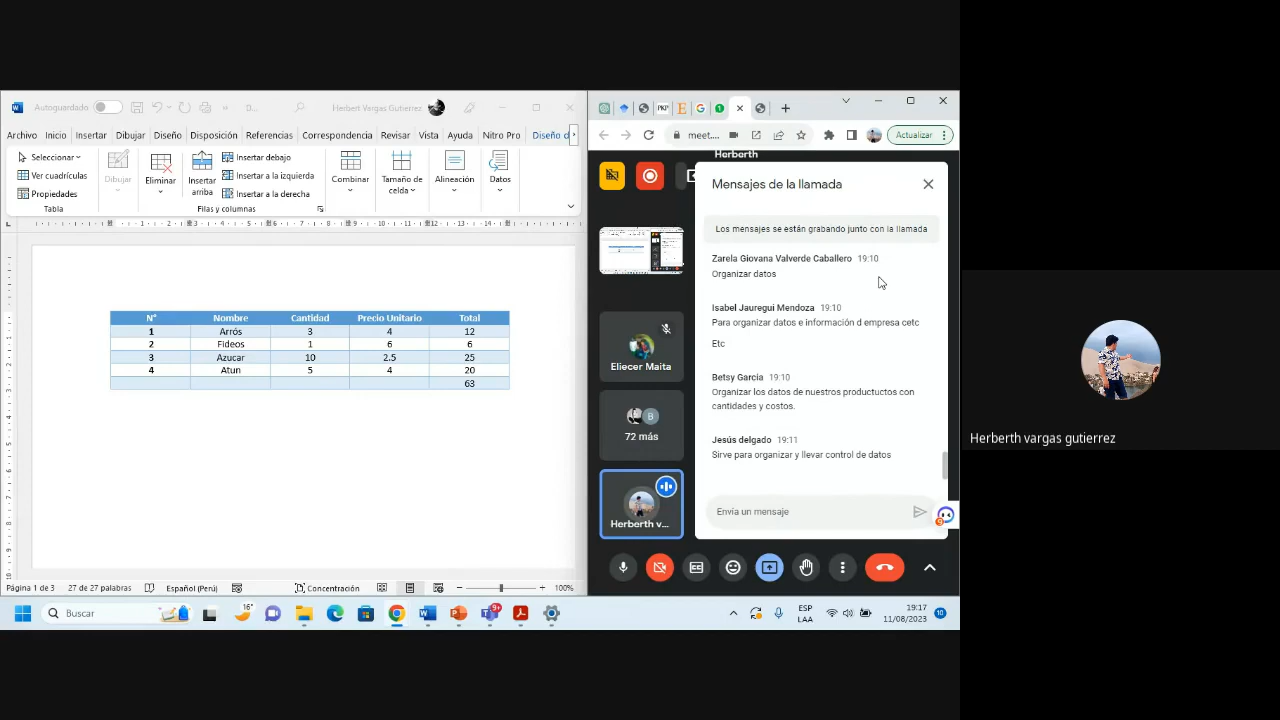 Autoguardado
D...
Herbert Vargas Gutierrez
Archivo Inicio Insertar Dibujar Diseño Disposición Referencias Correspondencia Revisar Vista Ayuda Nitro Pro Diseño d
Seleccionar
Ver cuadrículas
Propiedades
Tabla
Dibujar
Eliminar
Insertar arriba
Insertar debajo
Insertar a la izquierda
Insertar a la derecha
Filas y columnas
Combinar
Tamaño de celda
Alineación
Datos
N° Nombre Cantidad Precio Unitario Total
1 Arrós 3 4 12
2 Fideos 1 6 6
3 Azucar 10 2.5 25
4 Atun 5 4 20
63
Página 1 de 3 27 de 27 palabras Español (Perú) Concentración 100%
meet....
Actualizar
Herberth
Mensajes de la llamada
Los mensajes se están grabando junto con la llamada
Zarela Giovana Valverde Caballero 19:10
Organizar datos
Isabel Jauregui Mendoza 19:10
Para organizar datos e información d empresa cetc
Etc
Betsy Garcia 19:10
Organizar los datos de nuestros productuctos con
cantidades y costos.
Jesús delgado 19:11
Sirve para organizar y llevar control de datos
Envía un mensaje
Eliecer Maita
B
72 más
Herberth v...
Buscar
16°
9+
ESP
LAA
19:17
11/08/2023
10
Herberth vargas gutierrez